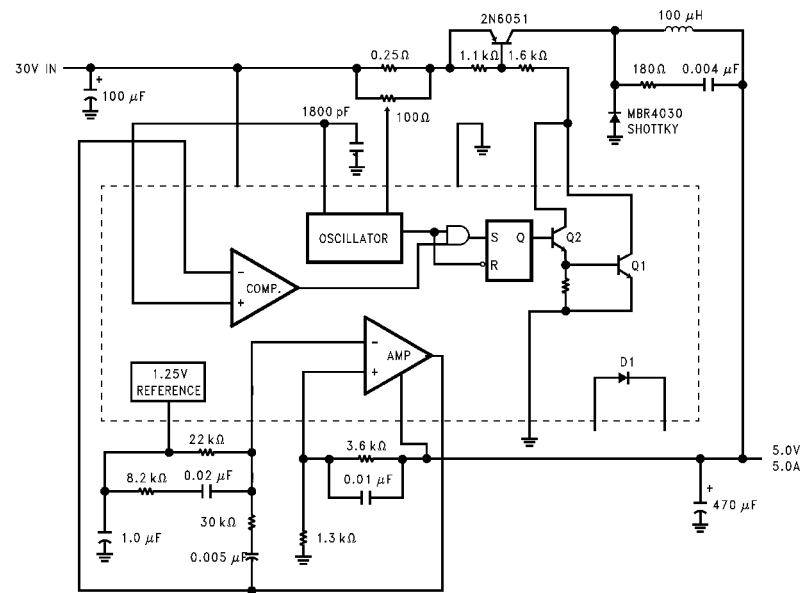 2N6051
100 µH
30V IN
0.25Ω
1.1 kΩ
1.6 kΩ
180Ω
0.004 µF
+
100 µF
1800 pF
100Ω
MBR4030
SHOTTKY
OSCILLATOR
S
Q
R
Q2
Q1
−
COMP.
+
−
AMP
+
D1
1.25V
REFERENCE
22 kΩ
3.6 kΩ
5.0V
5.0A
8.2 kΩ
0.02 µF
0.01 µF
+
470 µF
30 kΩ
1.0 µF
1.3 kΩ
0.005 µF